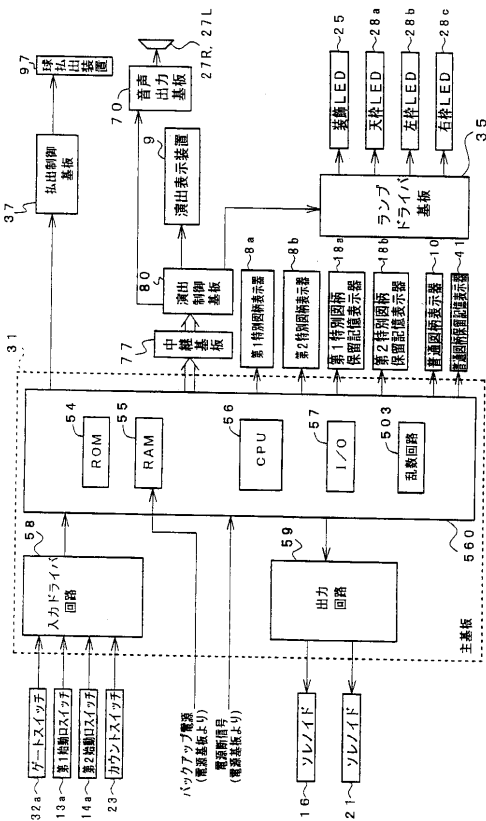 31
32a
ゲートスイッチ
13a
第1始動口スイッチ
14a
第2始動口スイッチ
23
カウントスイッチ
58
入力ドライバ
回路
バックアップ電源
(電源基板より)
電源断信号
(電源基板より)
16
ソレノイド
21
ソレノイド
59
出力
回路
主基板
54
ROM
55
RAM
56
CPU
57
I/O
503
乱数回路
560
37
払出制御
基板
97
球払出装置
77
中継
基板
80
演出
制御
基板
70
音声
出力
基板
27R，27L
9
演出表示装置
8a
第1特別図柄表示器
8b
第2特別図柄表示器
18a
第1特別図柄
保留記憶表示器
18b
第2特別図柄
保留記憶表示器
10
普通図柄表示器
41
普通図柄保留記憶表示器
ランプ
ドライバ
基板
35
装飾LED
25
天枠LED
28a
左枠LED
28b
右枠LED
28c